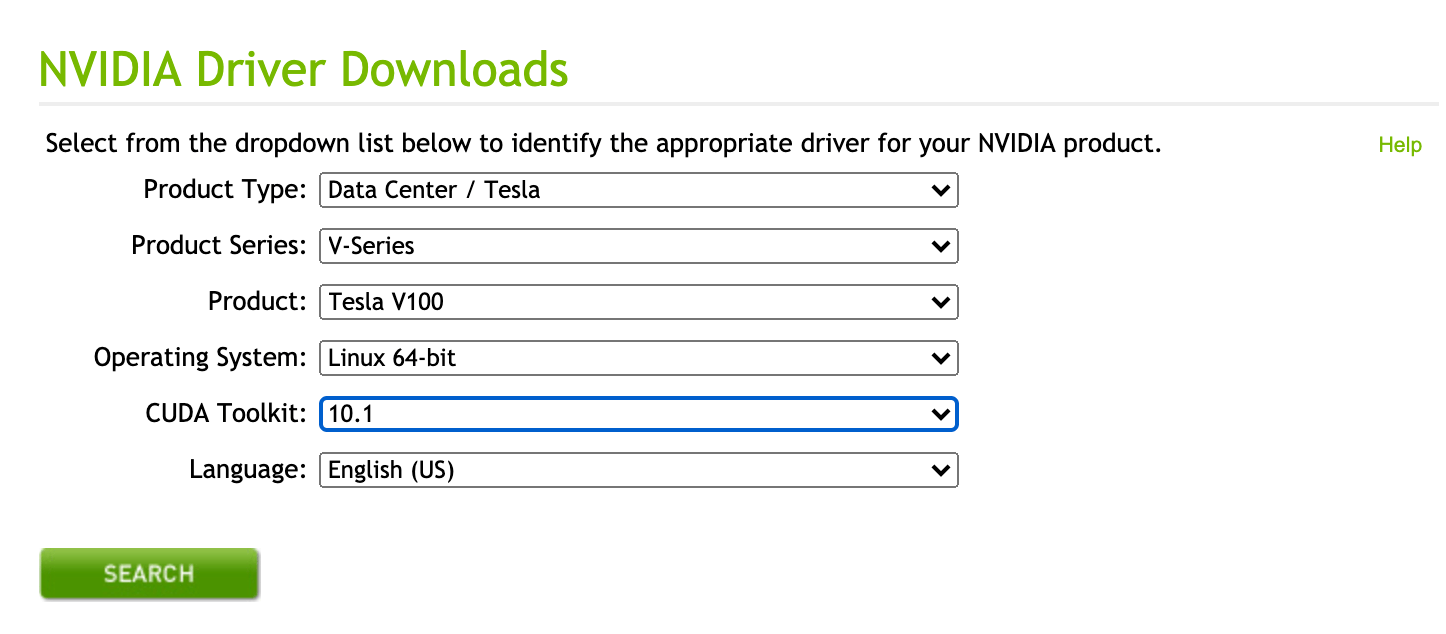 NVIDIA Driver Downloads
Select from the dropdown list below to identify the appropriate driver for your NVIDIA product.
Help
Product Type: Data Center / Tesla
Product Series: V-Series
Product: Tesla V100
Operating System: Linux 64-bit
CUDA Toolkit: 10.1
Language: English (US)
SEARCH